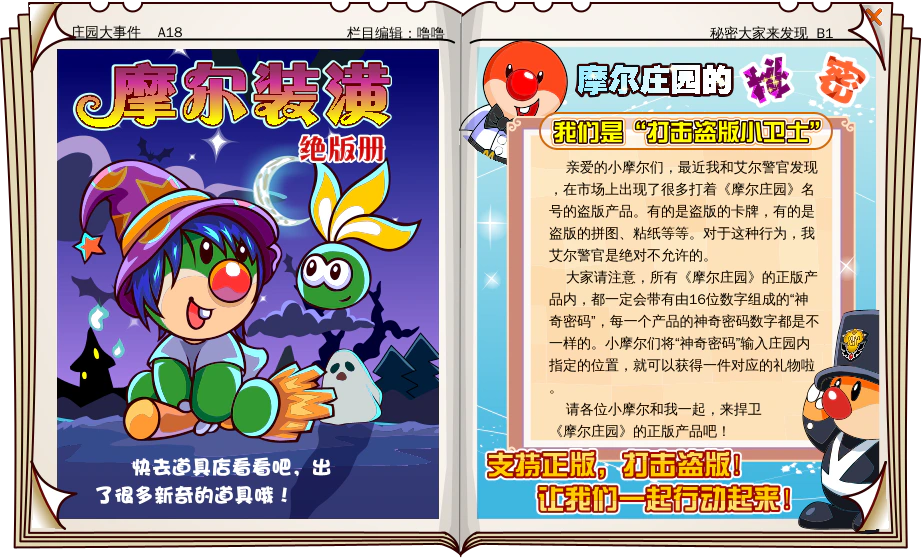 庄园大事件 A18
栏目编辑：噜噜
摩尔装潢
绝版册
快去道具店看看吧，出
了很多新奇的道具哦！
秘密大家来发现 B1
摩尔庄园的秘密
我们是“打击盗版小卫士”
亲爱的小摩尔们，最近我和艾尔警官发现
，在市场上出现了很多打着《摩尔庄园》名
号的盗版产品。有的是盗版的卡牌，有的是
盗版的拼图、粘纸等等。对于这种行为，我
艾尔警官是绝对不允许的。
大家请注意，所有《摩尔庄园》的正版产
品内，都一定会带有由16位数字组成的“神
奇密码”，每一个产品的神奇密码数字都是不
一样的。小摩尔们将“神奇密码”输入庄园内
指定的位置，就可以获得一件对应的礼物啦
。
请各位小摩尔和我一起，来捍卫
《摩尔庄园》的正版产品吧！
支持正版，打击盗版！
让我们一起行动起来！